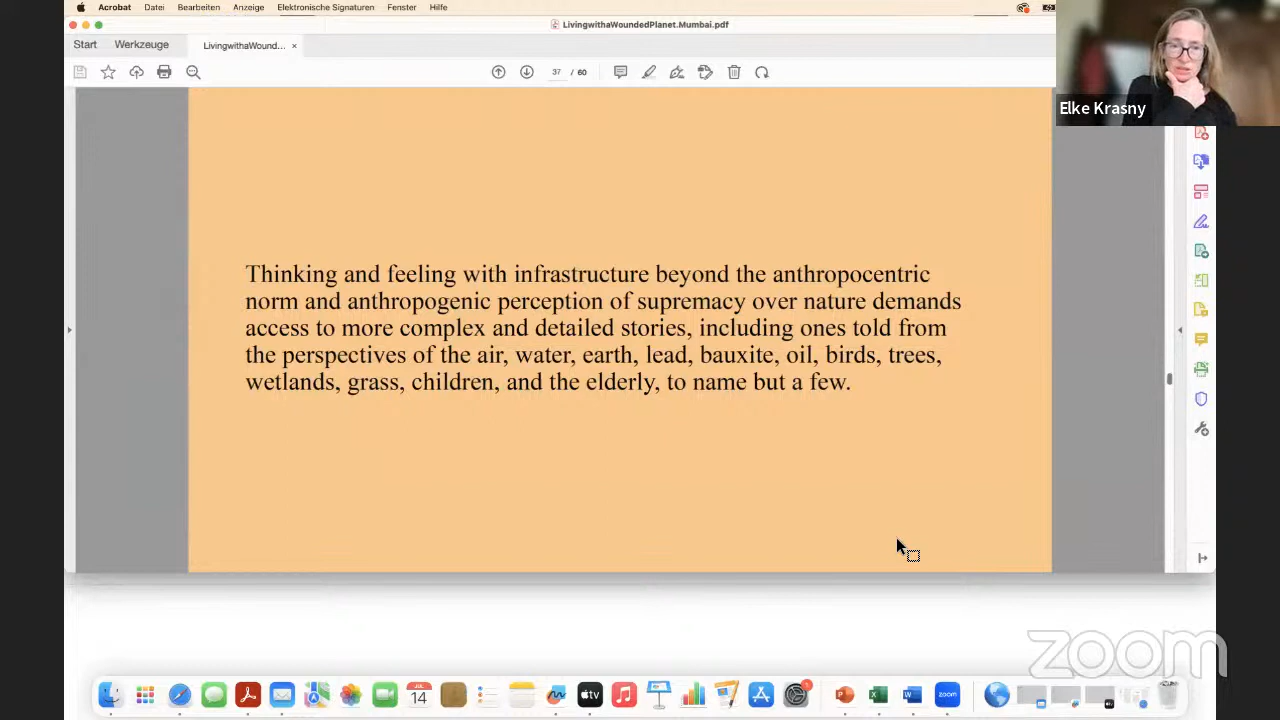 Acrobat Datei Bearbeiten Anzeige Elektronische Signaturen Fenster Hilfe
LivingwithaWoundedPlanet.Mumbai.pdf
Start Werkzeuge LivingwithaWound... ×
37 / 60
Elke Krasny
Thinking and feeling with infrastructure beyond the anthropocentric
norm and anthropogenic perception of supremacy over nature demands
access to more complex and detailed stories, including ones told from
the perspectives of the air, water, earth, lead, bauxite, oil, birds, trees,
wetlands, grass, children, and the elderly, to name but a few.
zoom
JUL
14
tv
P
X
W
zoom